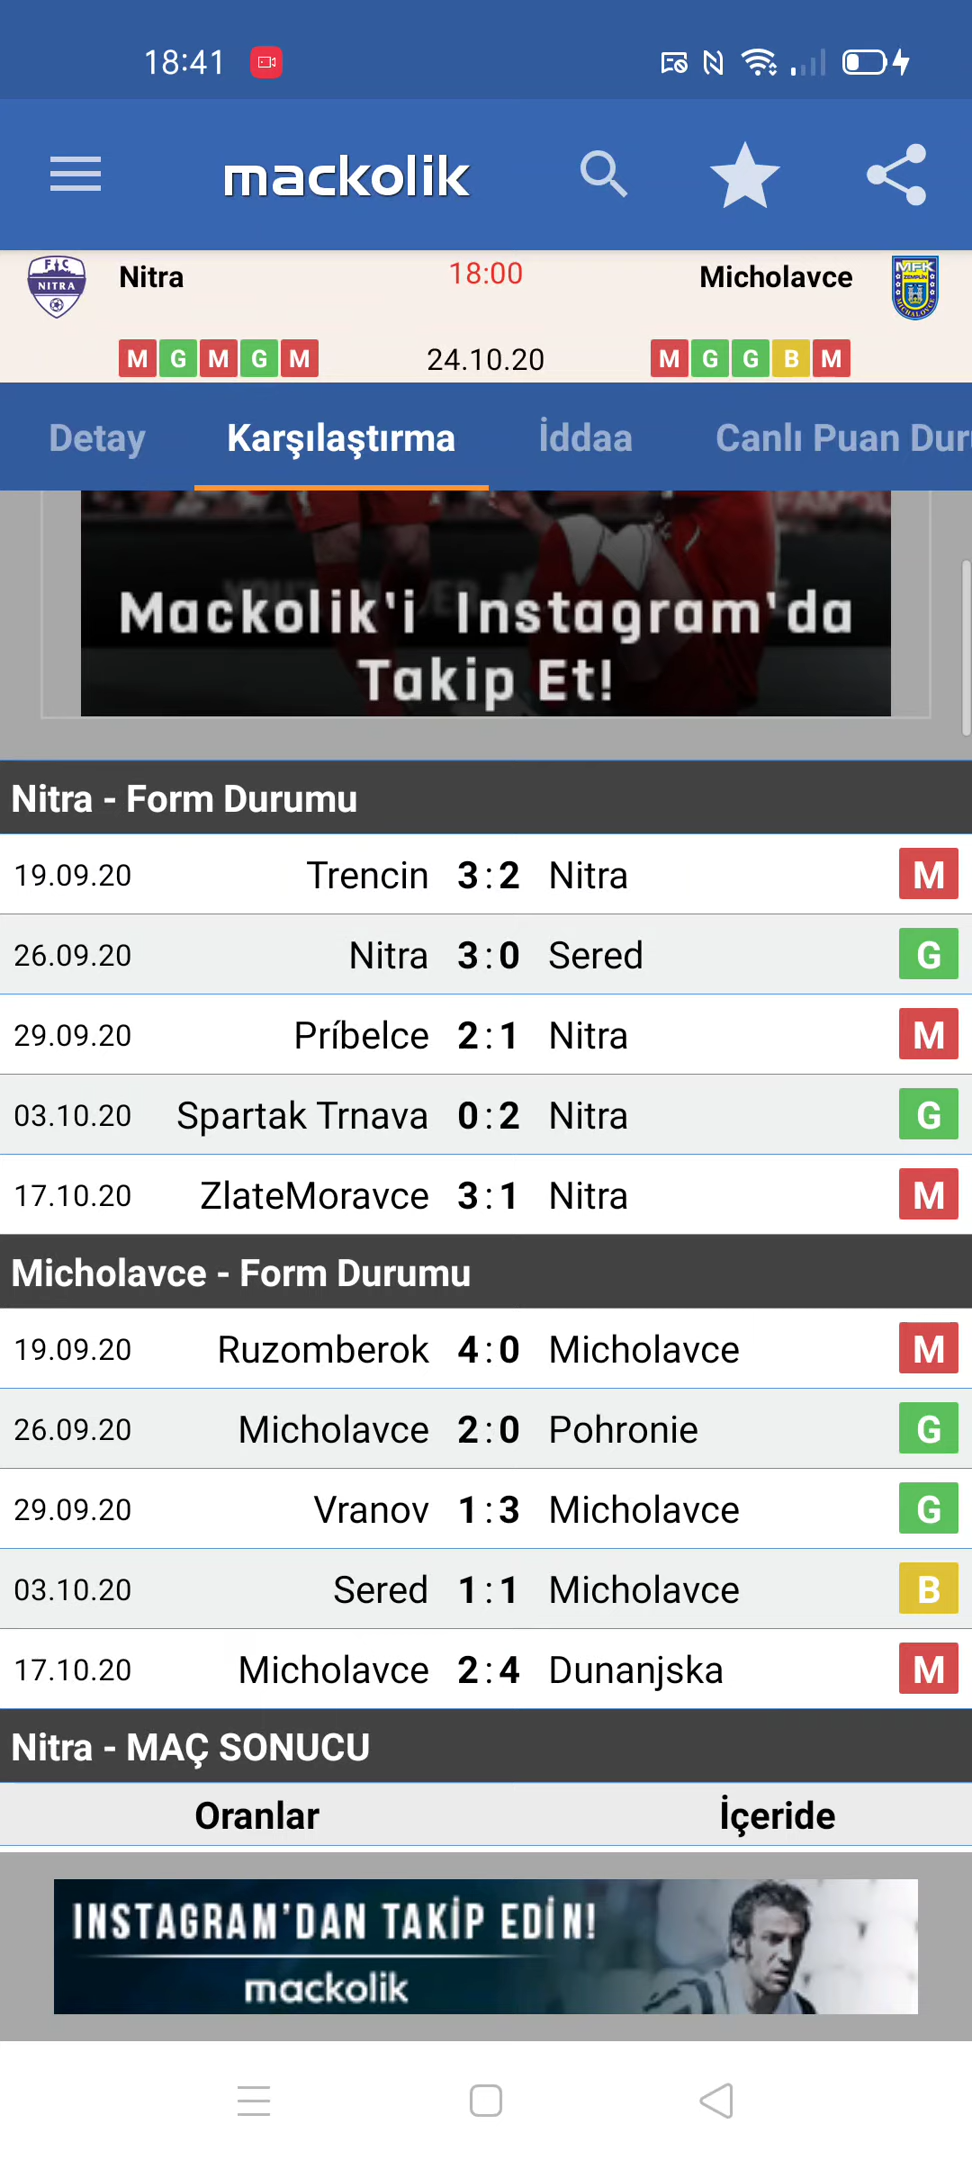 18:41
mackolik
FC NITRA
Nitra
18:00
Micholavce
MFK ZEMPLÍN MICHALOVCE
M G M G M
24.10.20
M G G B M
Detay Karşılaştırma İddaa Canlı Puan Dur
Mackolik'i Instagram'da
Takip Et!
Nitra - Form Durumu
19.09.20 Trencin 3:2 Nitra M
26.09.20 Nitra 3:0 Sered G
29.09.20 Príbelce 2:1 Nitra M
03.10.20 Spartak Trnava 0:2 Nitra G
17.10.20 ZlateMoravce 3:1 Nitra M
Micholavce - Form Durumu
19.09.20 Ruzomberok 4:0 Micholavce M
26.09.20 Micholavce 2:0 Pohronie G
29.09.20 Vranov 1:3 Micholavce G
03.10.20 Sered 1:1 Micholavce B
17.10.20 Micholavce 2:4 Dunanjska M
Nitra - MAÇ SONUCU
Oranlar İçeride
INSTAGRAM'DAN TAKİP EDİN!
mackolik